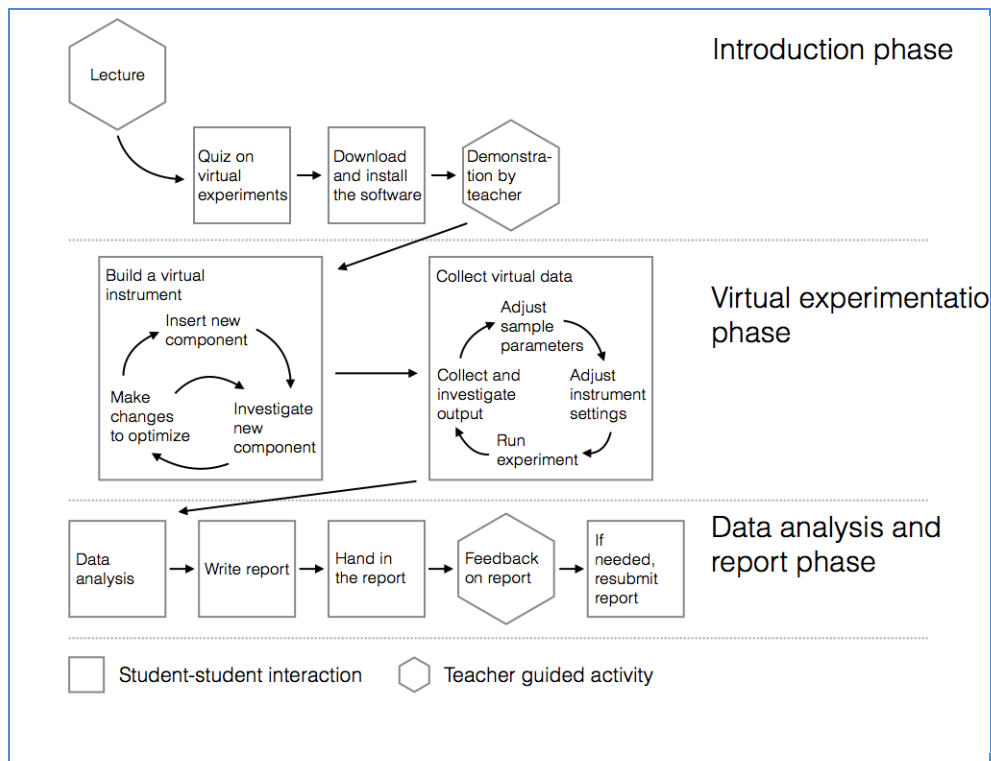 Introduction phase
Lecture
Quiz on
virtual
experiments
Download
and install
the software
Demonstra-
tion by
teacher
Virtual experimentatio
phase
Build a virtual
instrument
Insert new
component
Make
changes
to optimize
Investigate
new
component
Collect virtual data
Adjust
sample
parameters
Collect and
investigate
output
Adjust
instrument
settings
Run
experiment
Data analysis and
report phase
Data
analysis
Write report
Hand in
the report
Feedback
on report
If
needed,
resubmit
report
Student-student interaction
Teacher guided activity